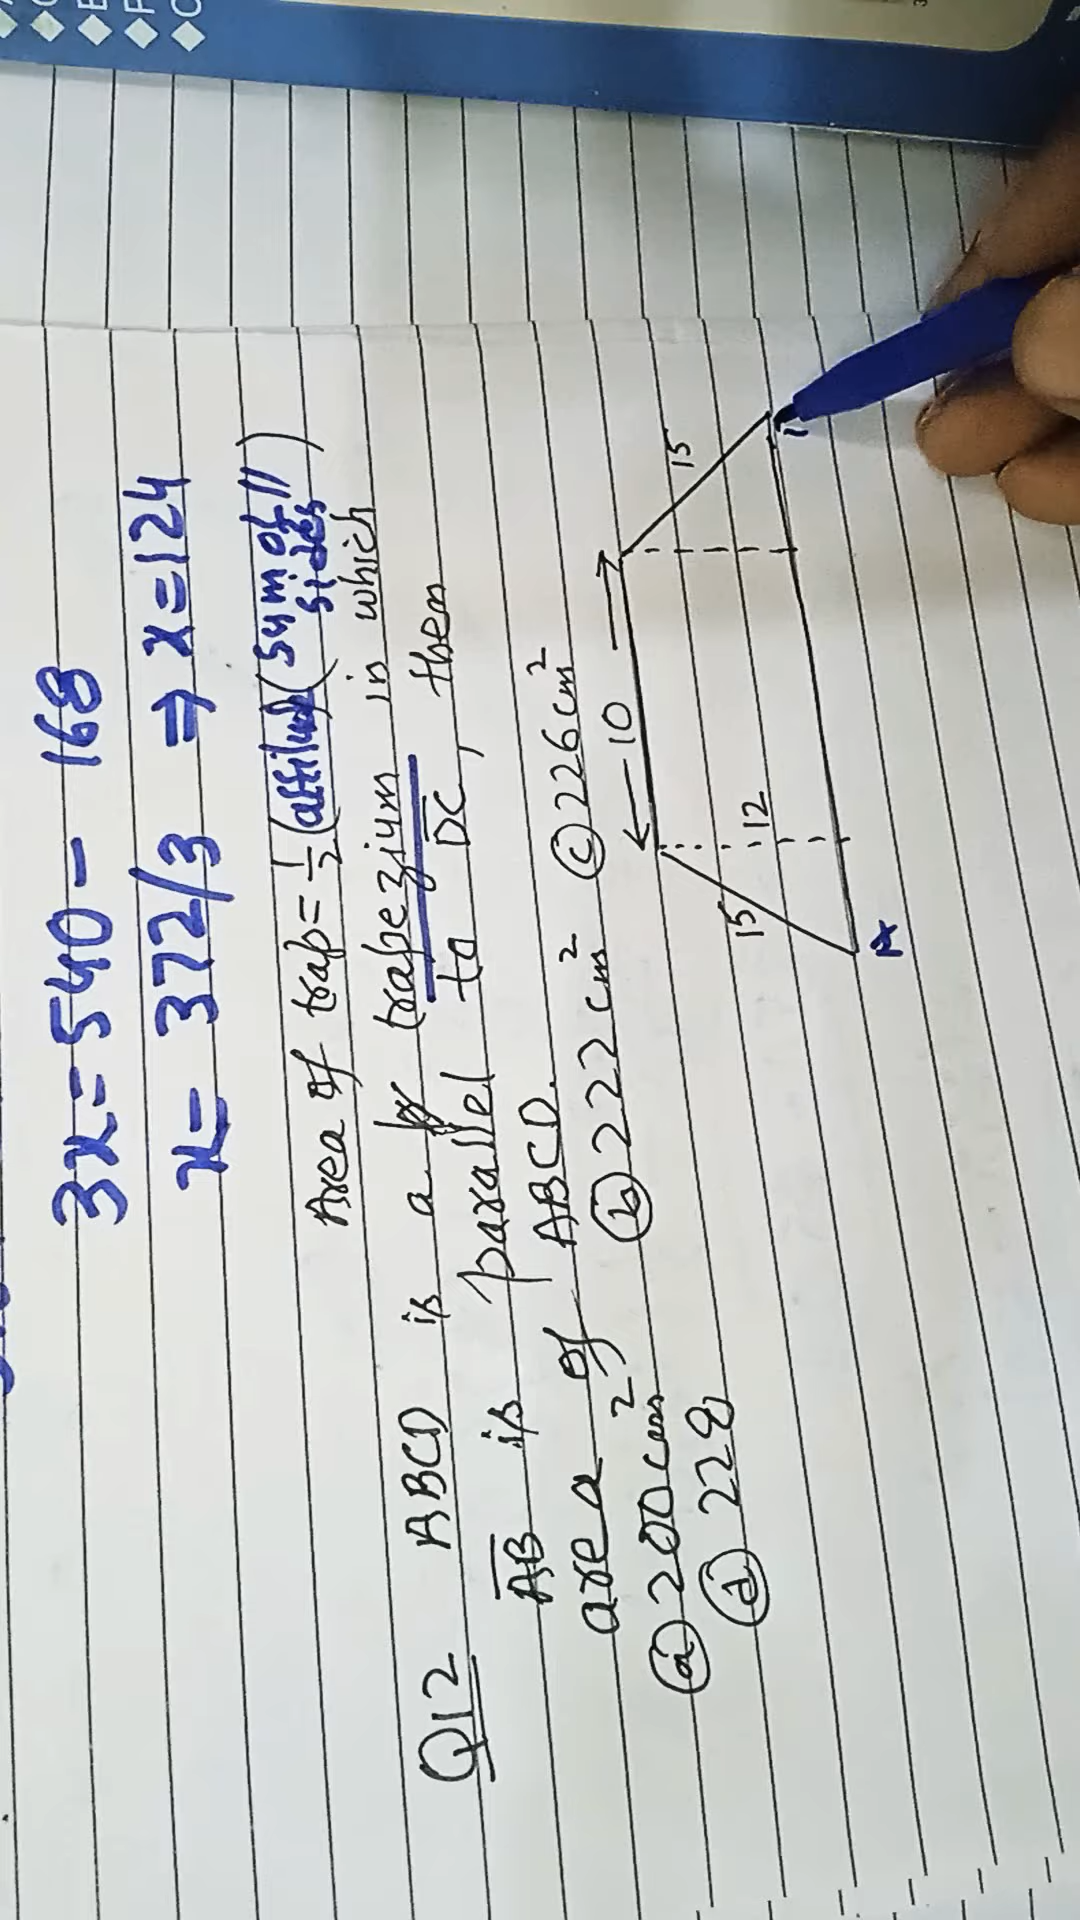 3x = 540 - 168
x = 372/3 ⇒ x = 124
Area of trap = 1/2 (altitude) (sum of || sides)
Q12 ABCD is a trapezium in which
AB is parallel to DC, then
area of ABCD.
(a) 200 cm² (b) 222 cm² (c) 226 cm²
(d) 228
10
15 12 15
A